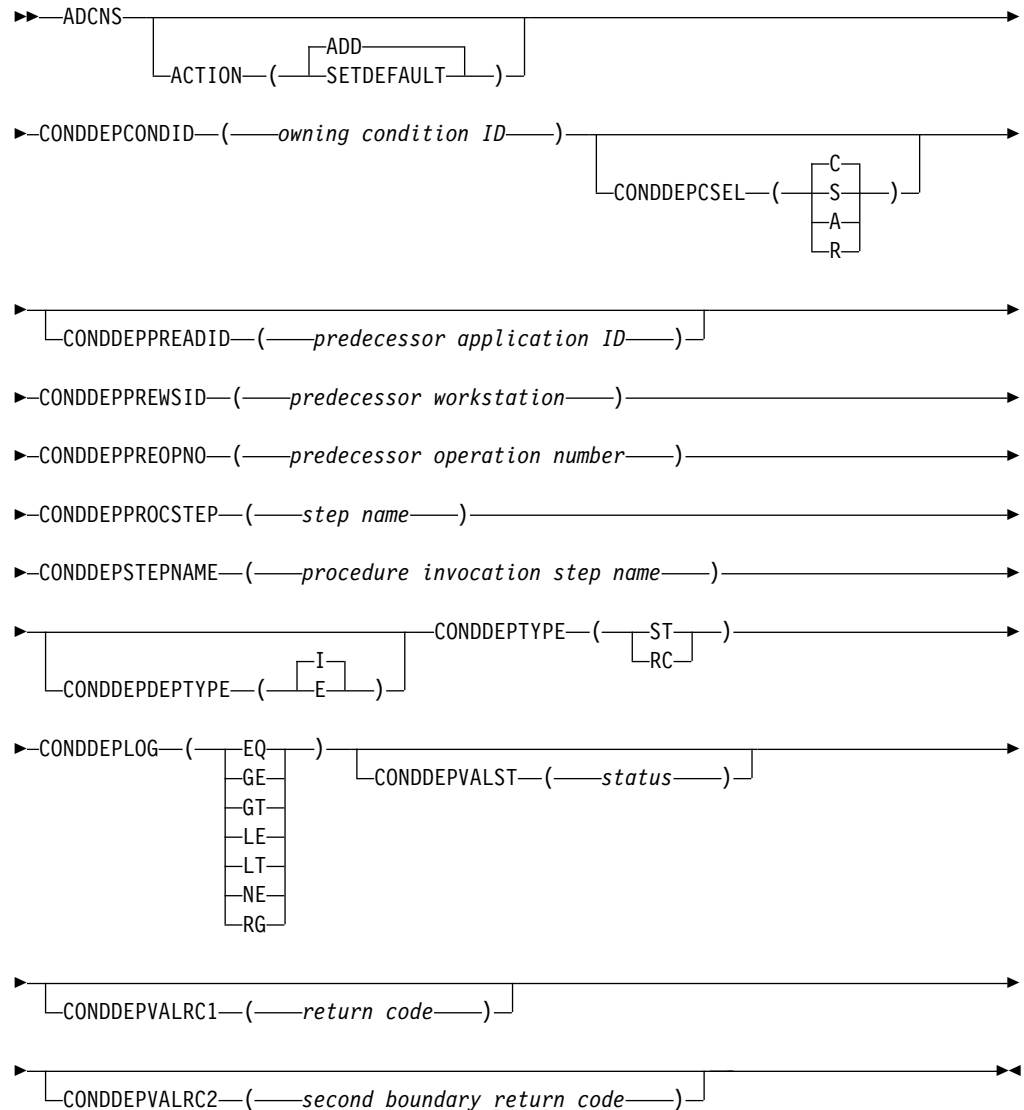 ADCNS
ADD
ACTION ( SETDEFAULT )
CONDDEPCONDID ( owning condition ID )
C
CONDDEPCSEL ( S )
A
R
CONDDEPPREADID ( predecessor application ID )
CONDDEPPREWSID ( predecessor workstation )
CONDDEPPREOPNO ( predecessor operation number )
CONDDEPPROCSTEP ( step name )
CONDDEPSTEPNAME ( procedure invocation step name )
CONDDEPTYPE ( ST )
RC
I
CONDDEPDEPTYPE ( E )
CONDDEPLOG ( EQ )
GE
CONDDEPVALST ( status )
GT
LE
LT
NE
RG
CONDDEPVALRC1 ( return code )
CONDDEPVALRC2 ( second boundary return code )